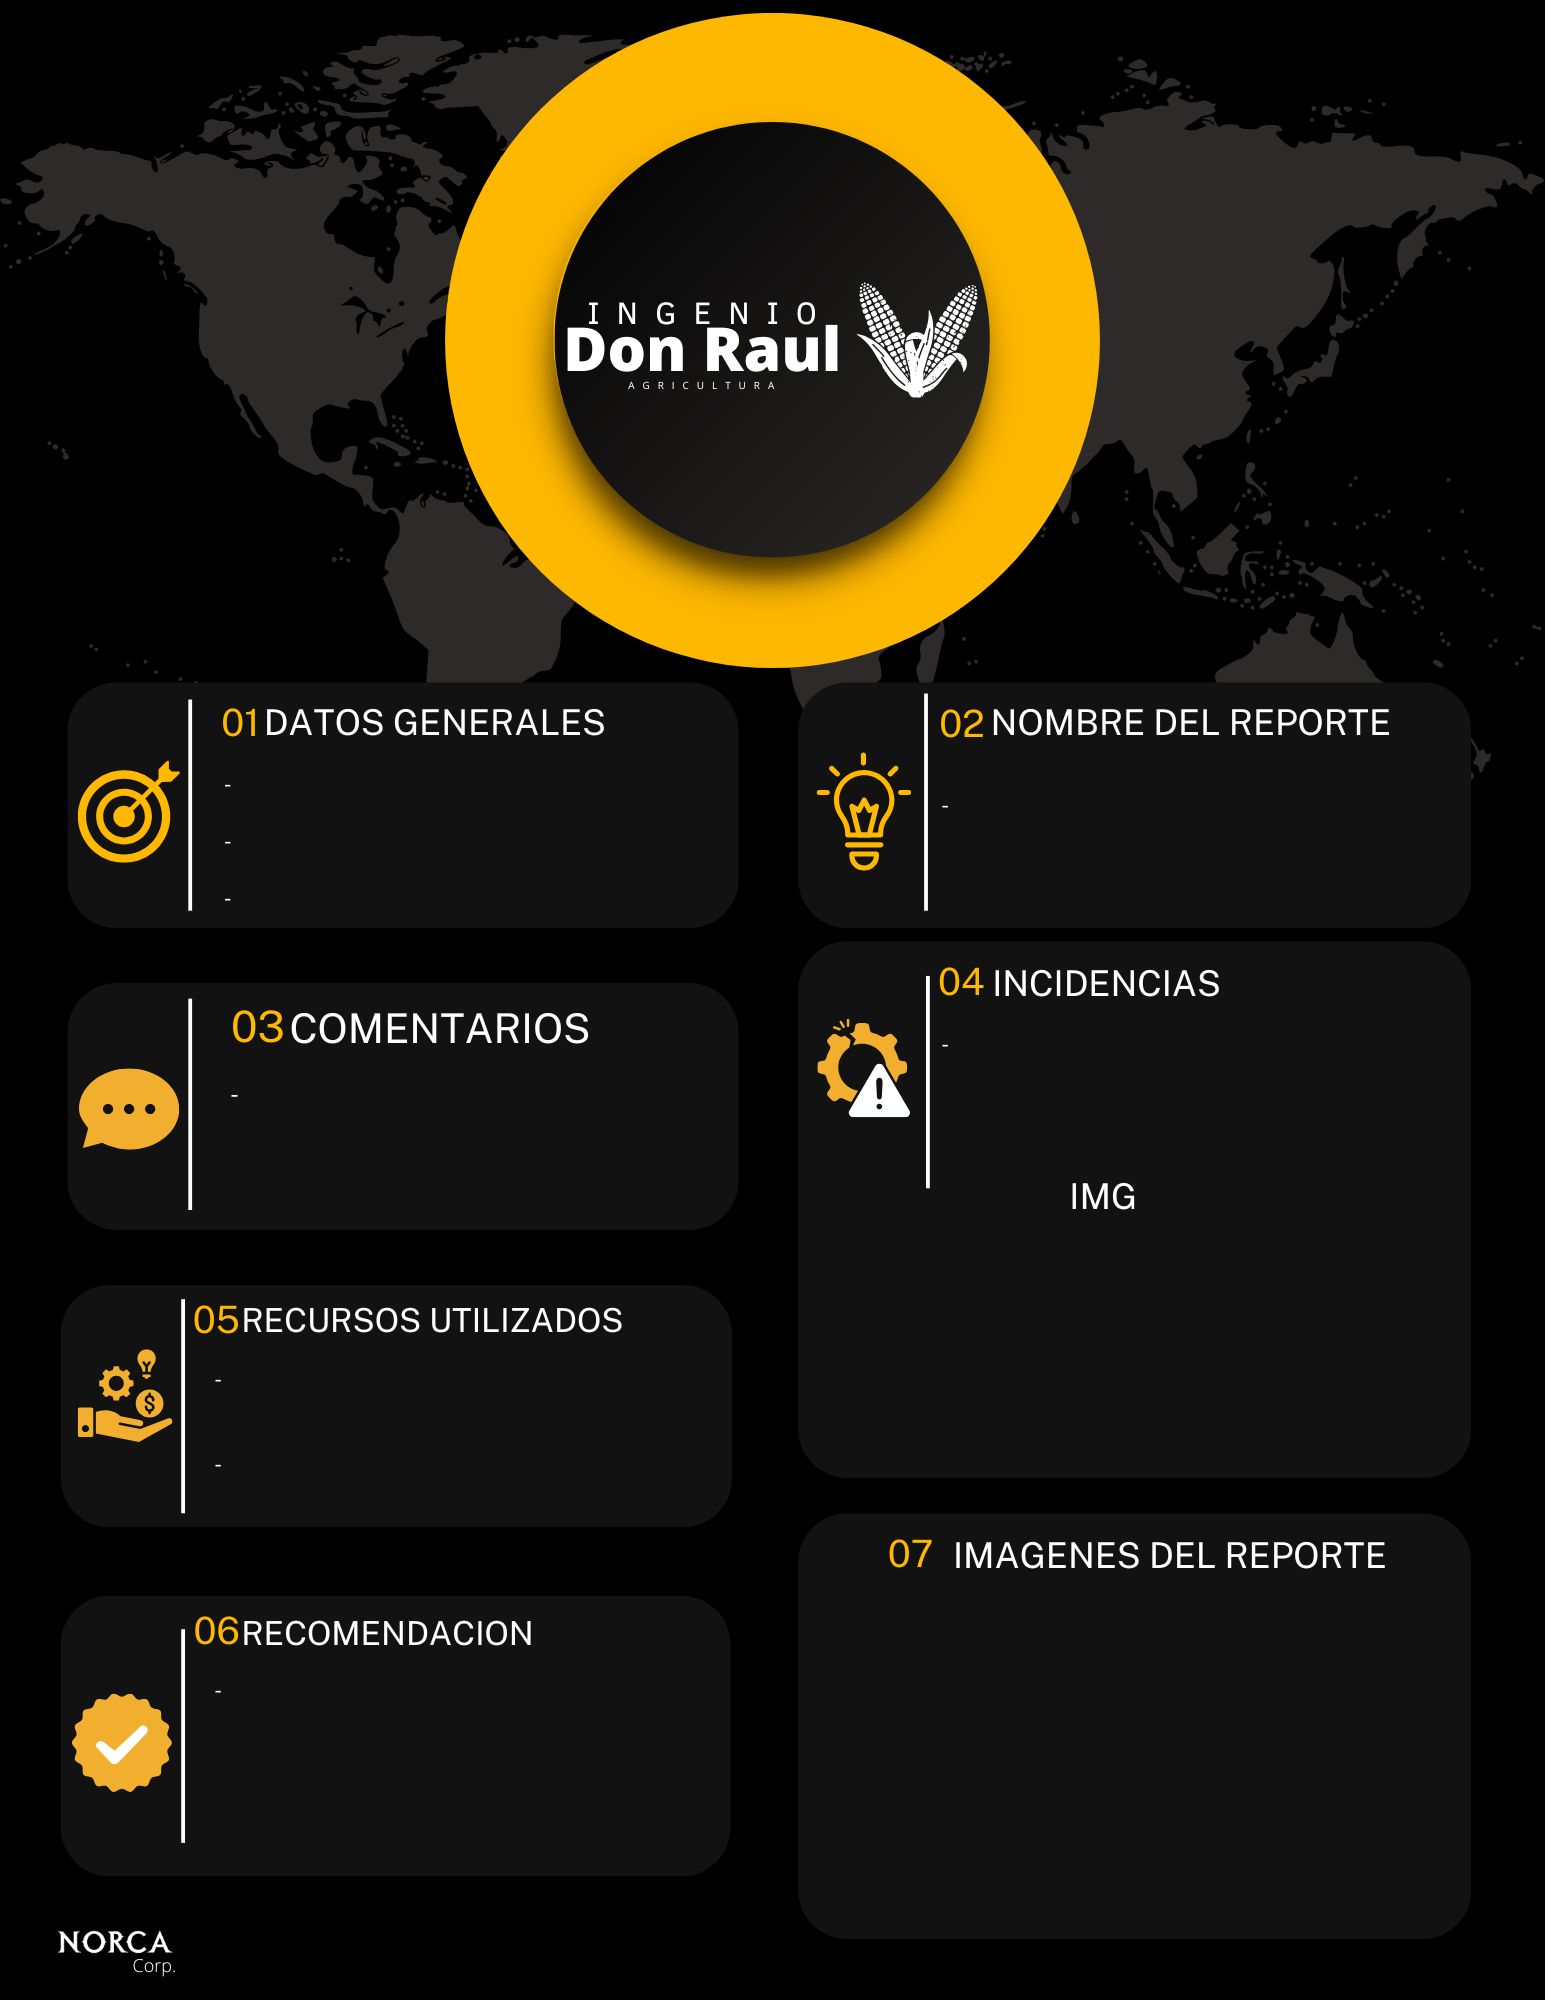 INGENIO
Don Raul
AGRICULTURA
01 DATOS GENERALES
-
-
-
02 NOMBRE DEL REPORTE
-
03 COMENTARIOS
-
04 INCIDENCIAS
-
IMG
05 RECURSOS UTILIZADOS
-
-
06 RECOMENDACION
-
07 IMAGENES DEL REPORTE
NORCA
Corp.